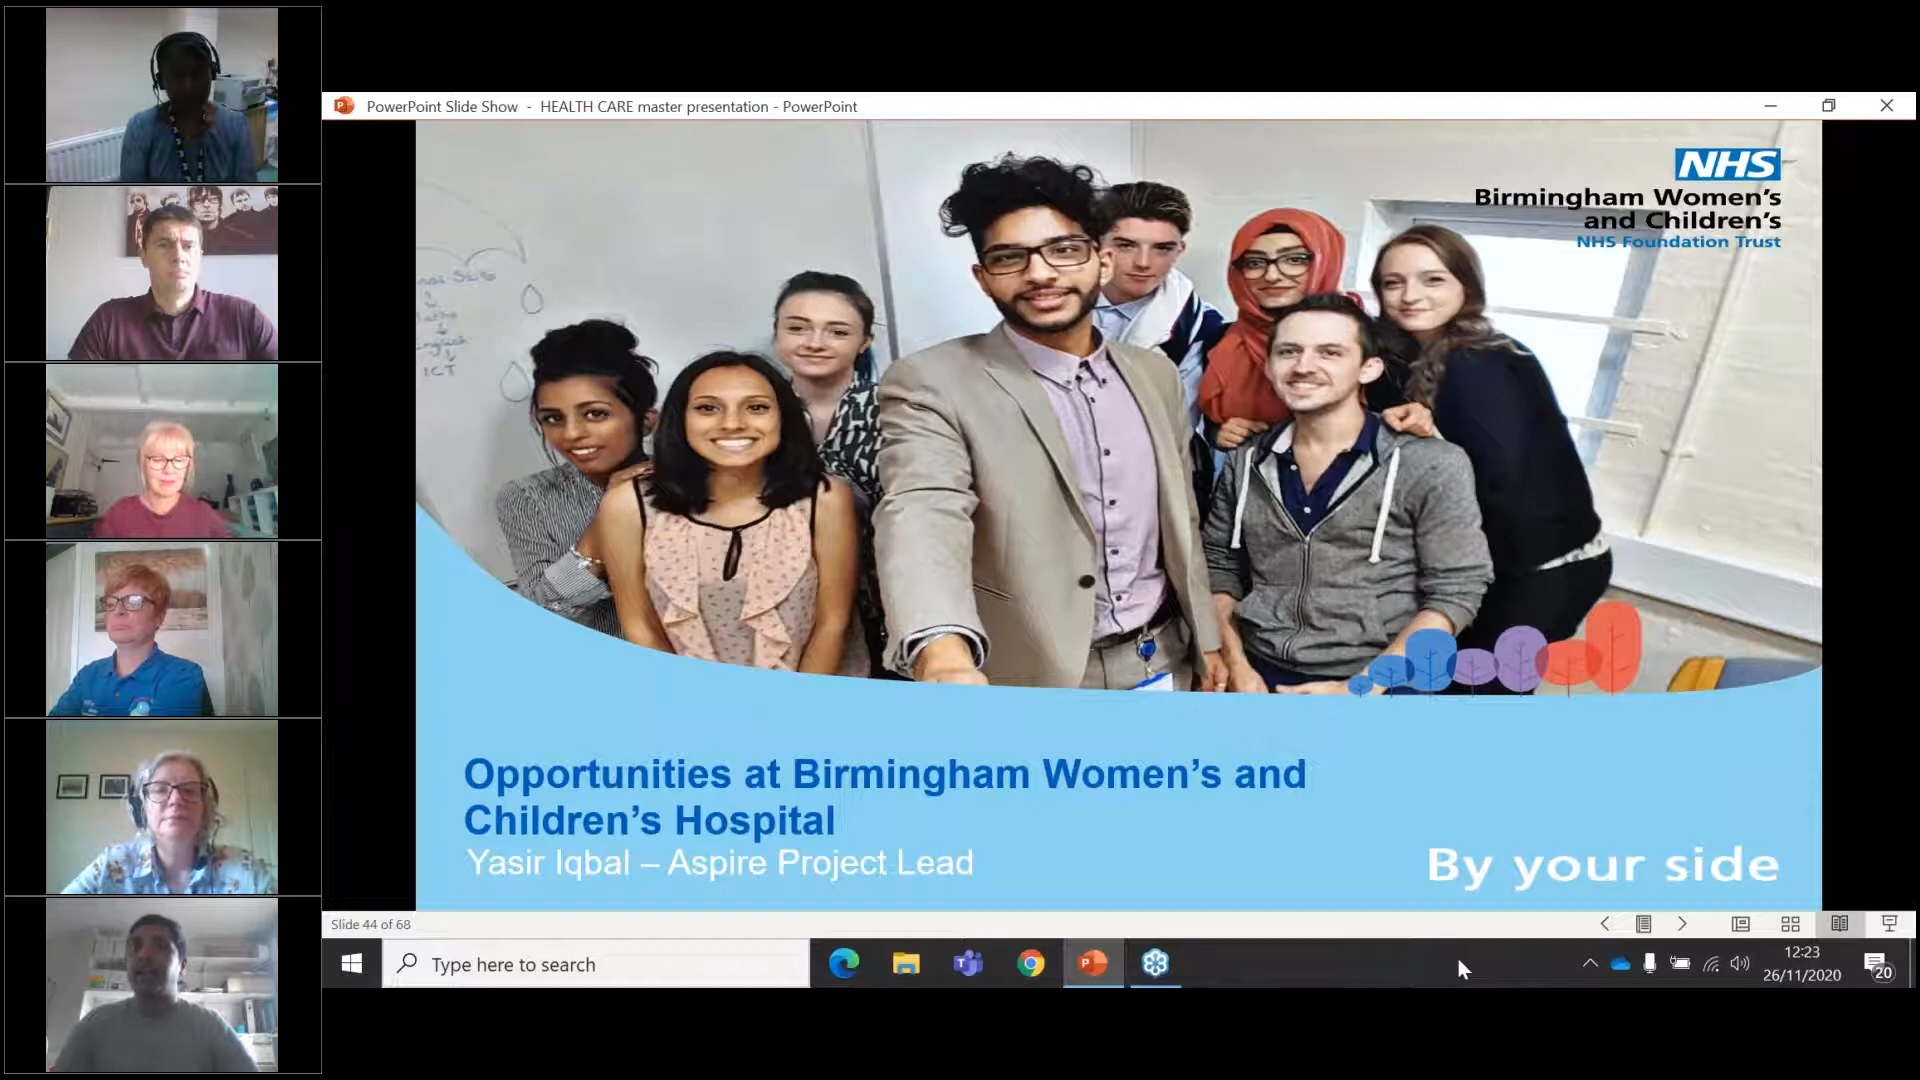 PowerPoint Slide Show - HEALTH CARE master presentation - PowerPoint
NHS
Birmingham Women's
and Children's
NHS Foundation Trust
English
ICT
Opportunities at Birmingham Women's and
Children's Hospital
Yasir Iqbal – Aspire Project Lead
By your side
Slide 44 of 68
Type here to search
12:23
26/11/2020
20